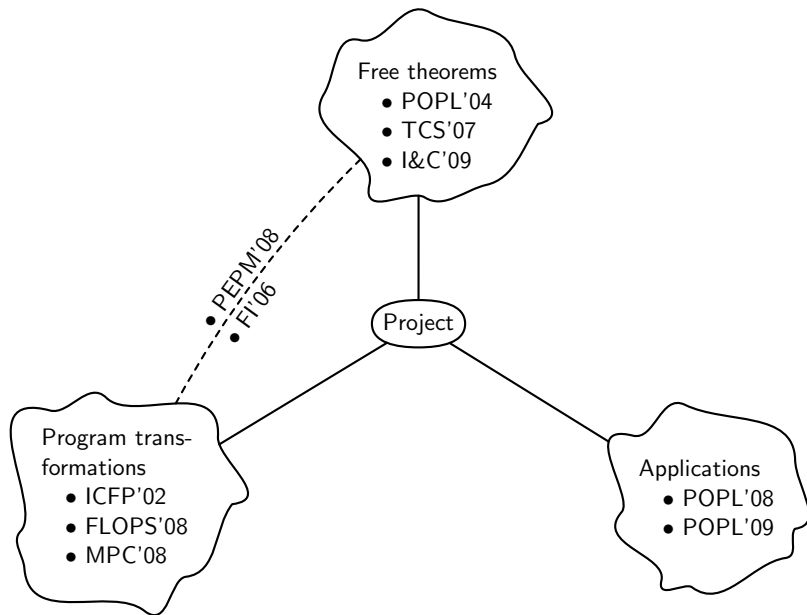 Free theorems
• POPL'04
• TCS'07
• I&C'09
• PEPM'08
• FI'06
Project
Program trans-
formations
• ICFP'02
• FLOPS'08
• MPC'08
Applications
• POPL'08
• POPL'09